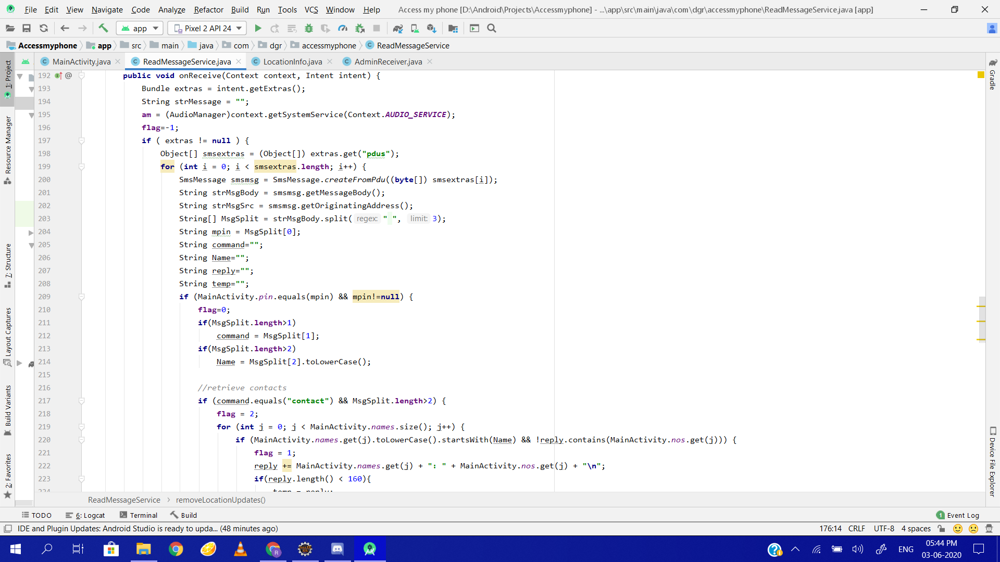 File Edit View Navigate Code Analyze Refactor Build Run Tools VCS Window Help Access my phone [D:\Android\Projects\Accessmyphone] - ...\app\src\main\java\com\dgr\accessmyphone\ReadMessageService.java [app]
app Pixel 2 API 24
Accessmyphone app src main java com dgr accessmyphone ReadMessageService
MainActivity.java ReadMessageService.java LocationInfo.java AdminReceiver.java
1: Project
Resource Manager
7: Structure
Layout Captures
Build Variants
2: Favorites
Gradle
Device File Explorer
192 public void onReceive(Context context, Intent intent) {
193 Bundle extras = intent.getExtras();
194 String strMessage = "";
195 am = (AudioManager)context.getSystemService(Context.AUDIO_SERVICE);
196 flag=-1;
197 if ( extras != null ) {
198 Object[] smsextras = (Object[]) extras.get("pdus");
199 for (int i = 0; i < smsextras.length; i++) {
200 SmsMessage smsmsg = SmsMessage.createFromPdu((byte[]) smsextras[i]);
201 String strMsgBody = smsmsg.getMessageBody();
202 String strMsgSrc = smsmsg.getOriginatingAddress();
203 String[] MsgSplit = strMsgBody.split( regex: " ", limit: 3);
204 String mpin = MsgSplit[0];
205 String command="";
206 String Name="";
207 String reply="";
208 String temp="";
209 if (MainActivity.pin.equals(mpin) && mpin!=null) {
210 flag=0;
211 if(MsgSplit.length>1)
212 command = MsgSplit[1];
213 if(MsgSplit.length>2)
214 Name = MsgSplit[2].toLowerCase();
215
216 //retrieve contacts
217 if (command.equals("contact") && MsgSplit.length>2) {
218 flag = 2;
219 for (int j = 0; j < MainActivity.names.size(); j++) {
220 if (MainActivity.names.get(j).toLowerCase().startsWith(Name) && !reply.contains(MainActivity.nos.get(j))) {
221 flag = 1;
222 reply += MainActivity.names.get(j) + ": " + MainActivity.nos.get(j) + "\n";
223 if(reply.length() < 160){
224 temp = reply;
ReadMessageService › removeLocationUpdates()
TODO 6: Logcat Terminal Build 1 Event Log
IDE and Plugin Updates: Android Studio is ready to upda... (48 minutes ago) 176:14 CRLF UTF-8 4 spaces
ENG 05:44 PM
03-06-2020